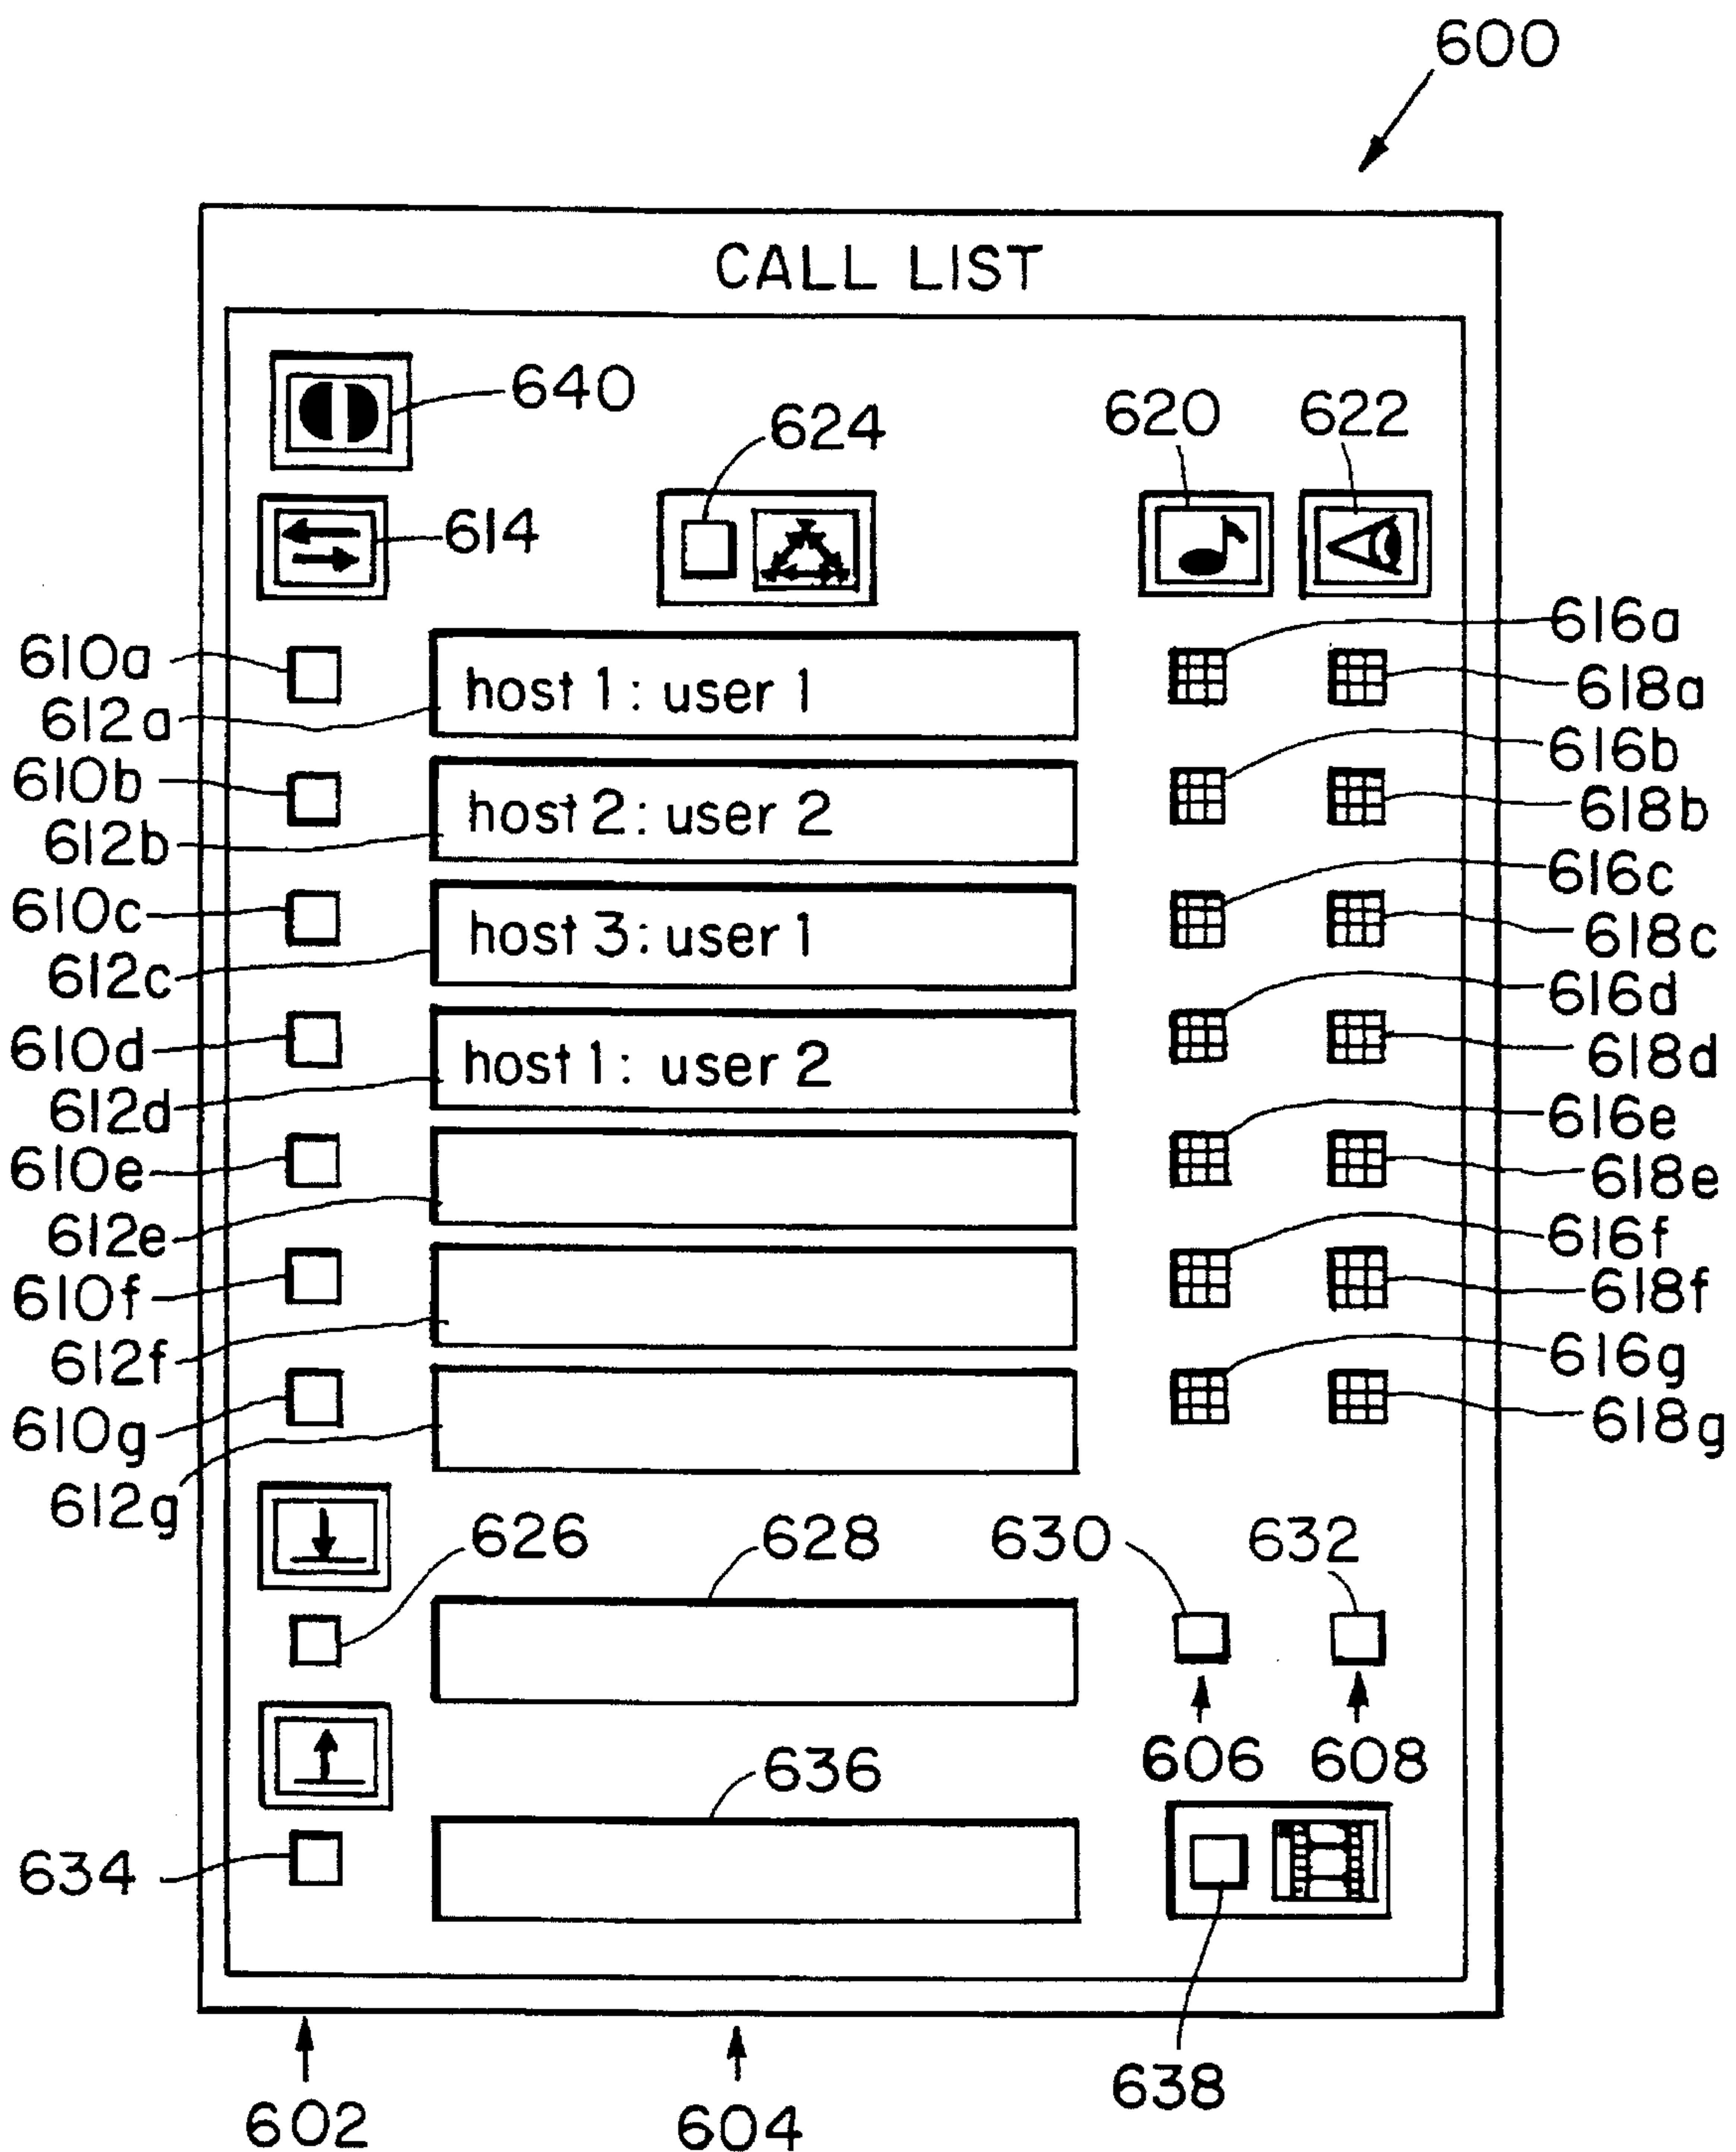 600
CALL LIST
640
624
620
622
614
610a
612a
host 1: user 1
616a
618a
610b
612b
host 2: user 2
616b
618b
610c
612c
host 3: user 1
616c
618c
610d
612d
host 1: user 2
616d
618d
610e
612e
616e
618e
610f
612f
616f
618f
610g
612g
616g
618g
626
628
630
632
606
608
636
634
638
602
604